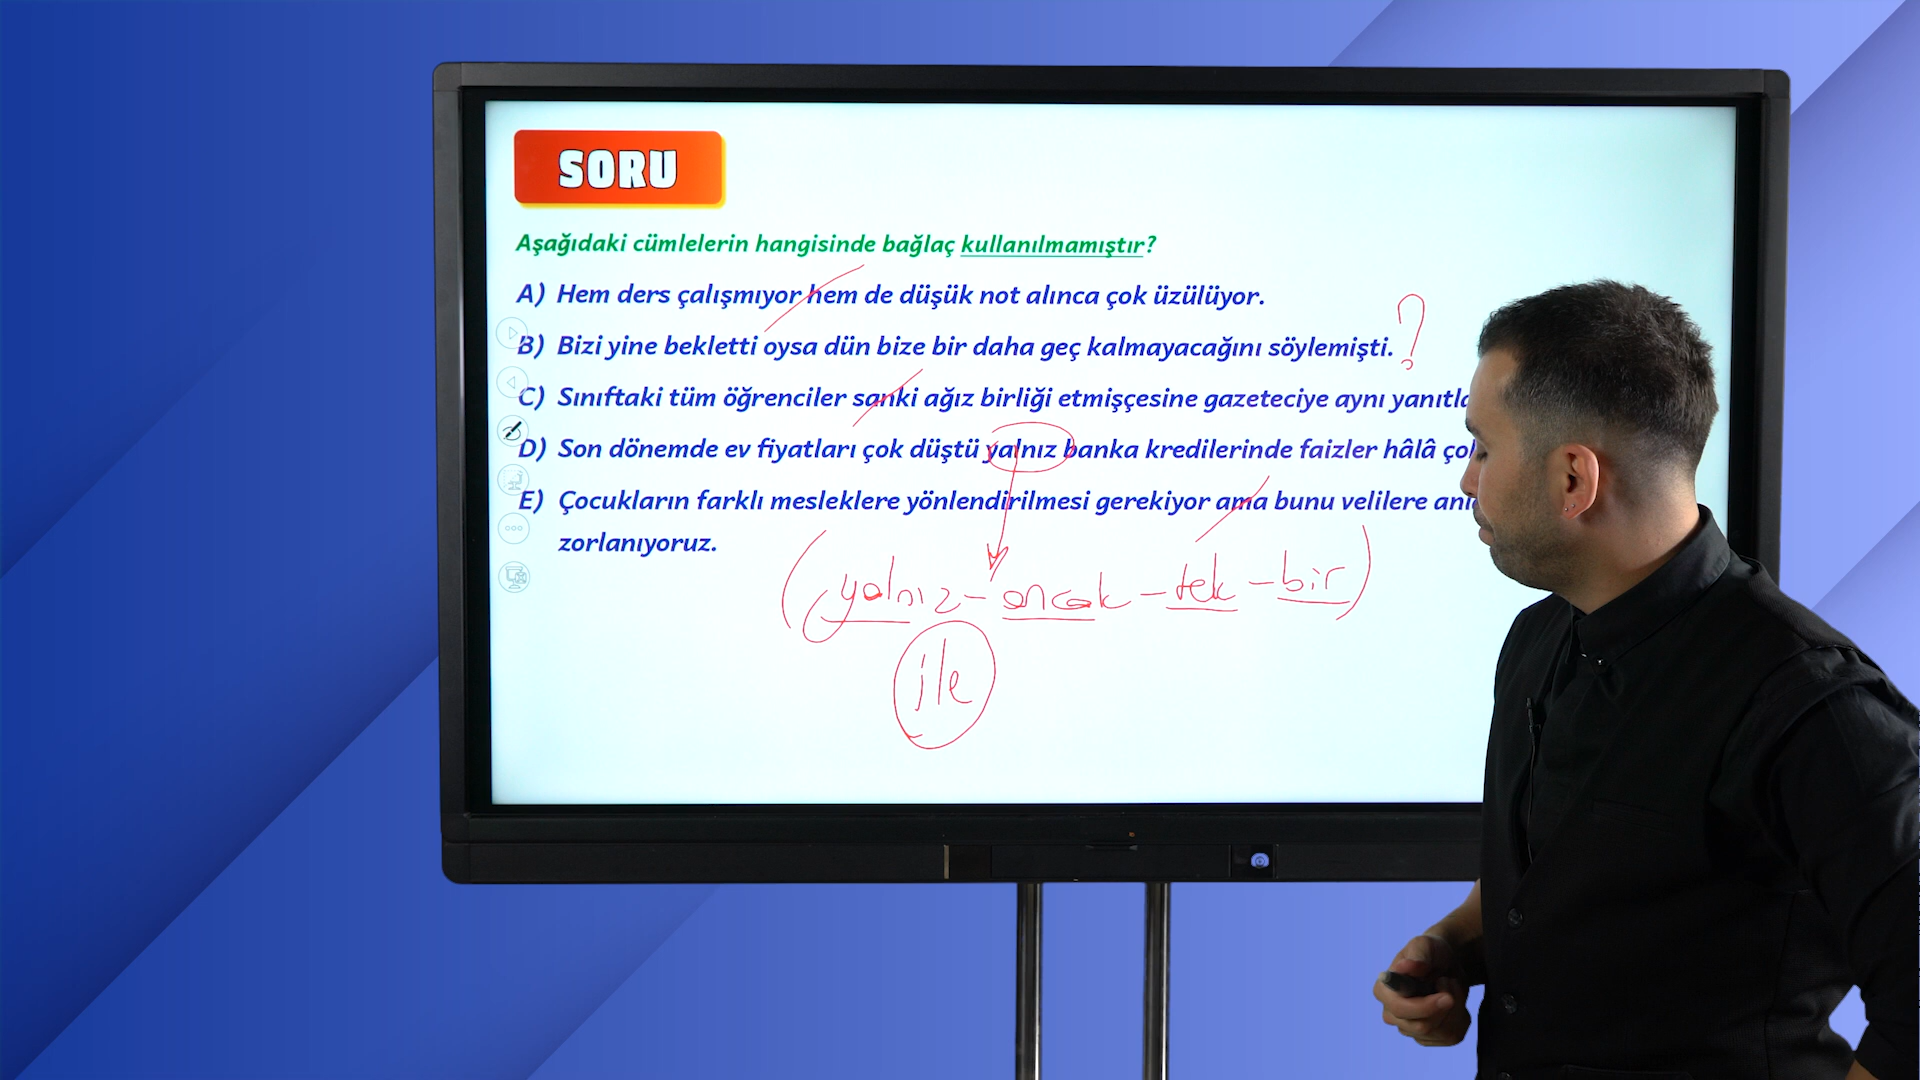 SORU
Aşağıdaki cümlelerin hangisinde bağlaç kullanılmamıştır?
A) Hem ders çalışmıyor hem de düşük not alınca çok üzülüyor.
B) Bizi yine bekletti oysa dün bize bir daha geç kalmayacağını söylemişti. ?
C) Sınıftaki tüm öğrenciler sanki ağız birliği etmişçesine gazeteciye aynı
D) Son dönemde ev fiyatları çok düştü yalnız banka kredilerinde faizler hâlâ
E) Çocukların farklı mesleklere yönlendirilmesi gerekiyor ama bunu velilere
zorlanıyoruz.
(yalnız - ancak - tek - bir)
ile